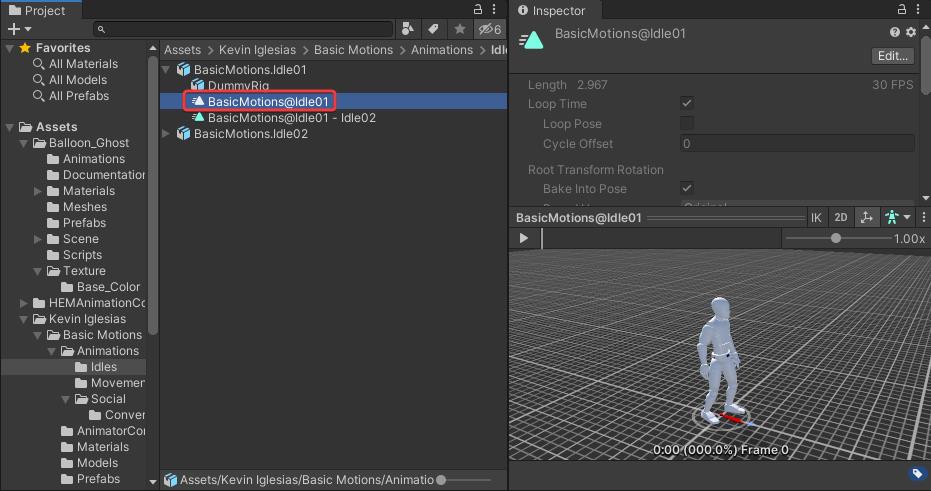 Project
6
Favorites
All Materials
All Models
All Prefabs
Assets
Balloon_Ghost
Animations
Documentation
Materials
Meshes
Prefabs
Scene
Scripts
Texture
Base_Color
HEMAnimationCo
Kevin Iglesias
Basic Motions
Animations
Idles
Movemen
Social
Conver
AnimatorCor
Materials
Models
Prefabs
Assets > Kevin Iglesias > Basic Motions > Animations > Idl
BasicMotions.Idle01
DummyRig
BasicMotions@Idle01
BasicMotions@Idle01 - Idle02
BasicMotions.Idle02
Assets/Kevin Iglesias/Basic Motions/Animatio
Inspector
BasicMotions@Idle01
Edit...
Length 2.967 30 FPS
Loop Time
Loop Pose
Cycle Offset 0
Root Transform Rotation
Bake Into Pose
Original
BasicMotions@Idle01 IK 2D
1.00x
0:00 (000.0%) Frame 0